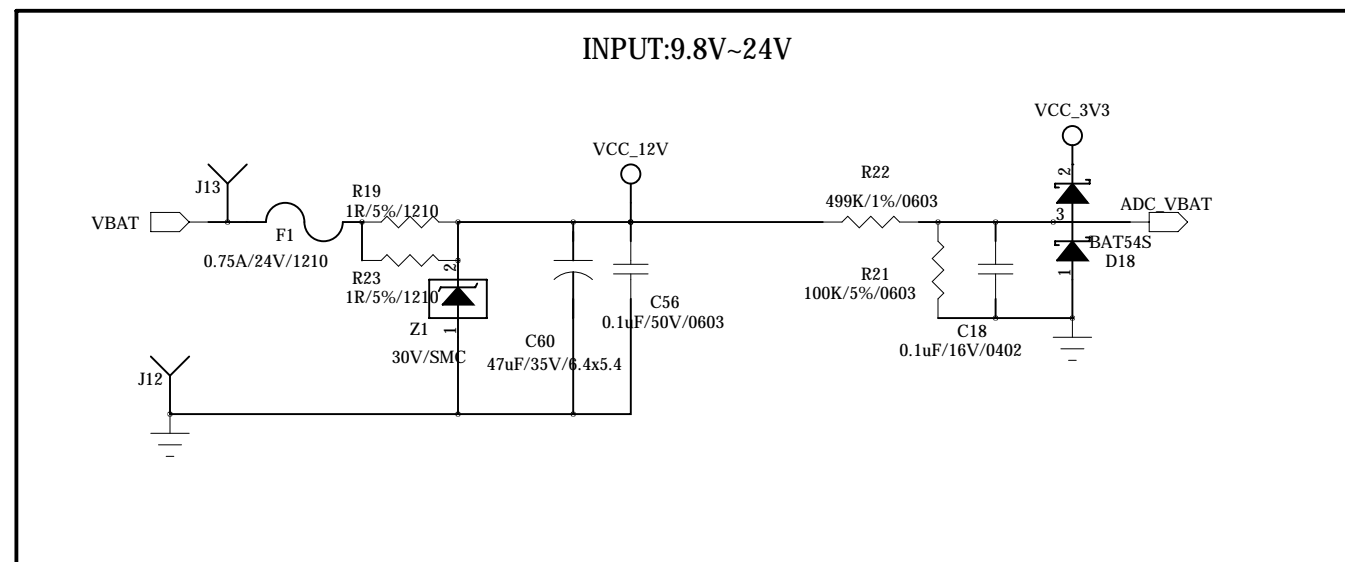 INPUT:9.8V~24V
VCC_3V3
VCC_12V
J13
R19
1R/5%/1210
R22
499K/1%/0603
2
VBAT
F1
0.75A/24V/1210
3
ADC_VBAT
BAT54S
D18
R23
1R/5%/1210
2
Z1
1
30V/SMC
C60
47uF/35V/6.4x5.4
C56
0.1uF/50V/0603
R21
100K/5%/0603
1
C18
0.1uF/16V/0402
J12